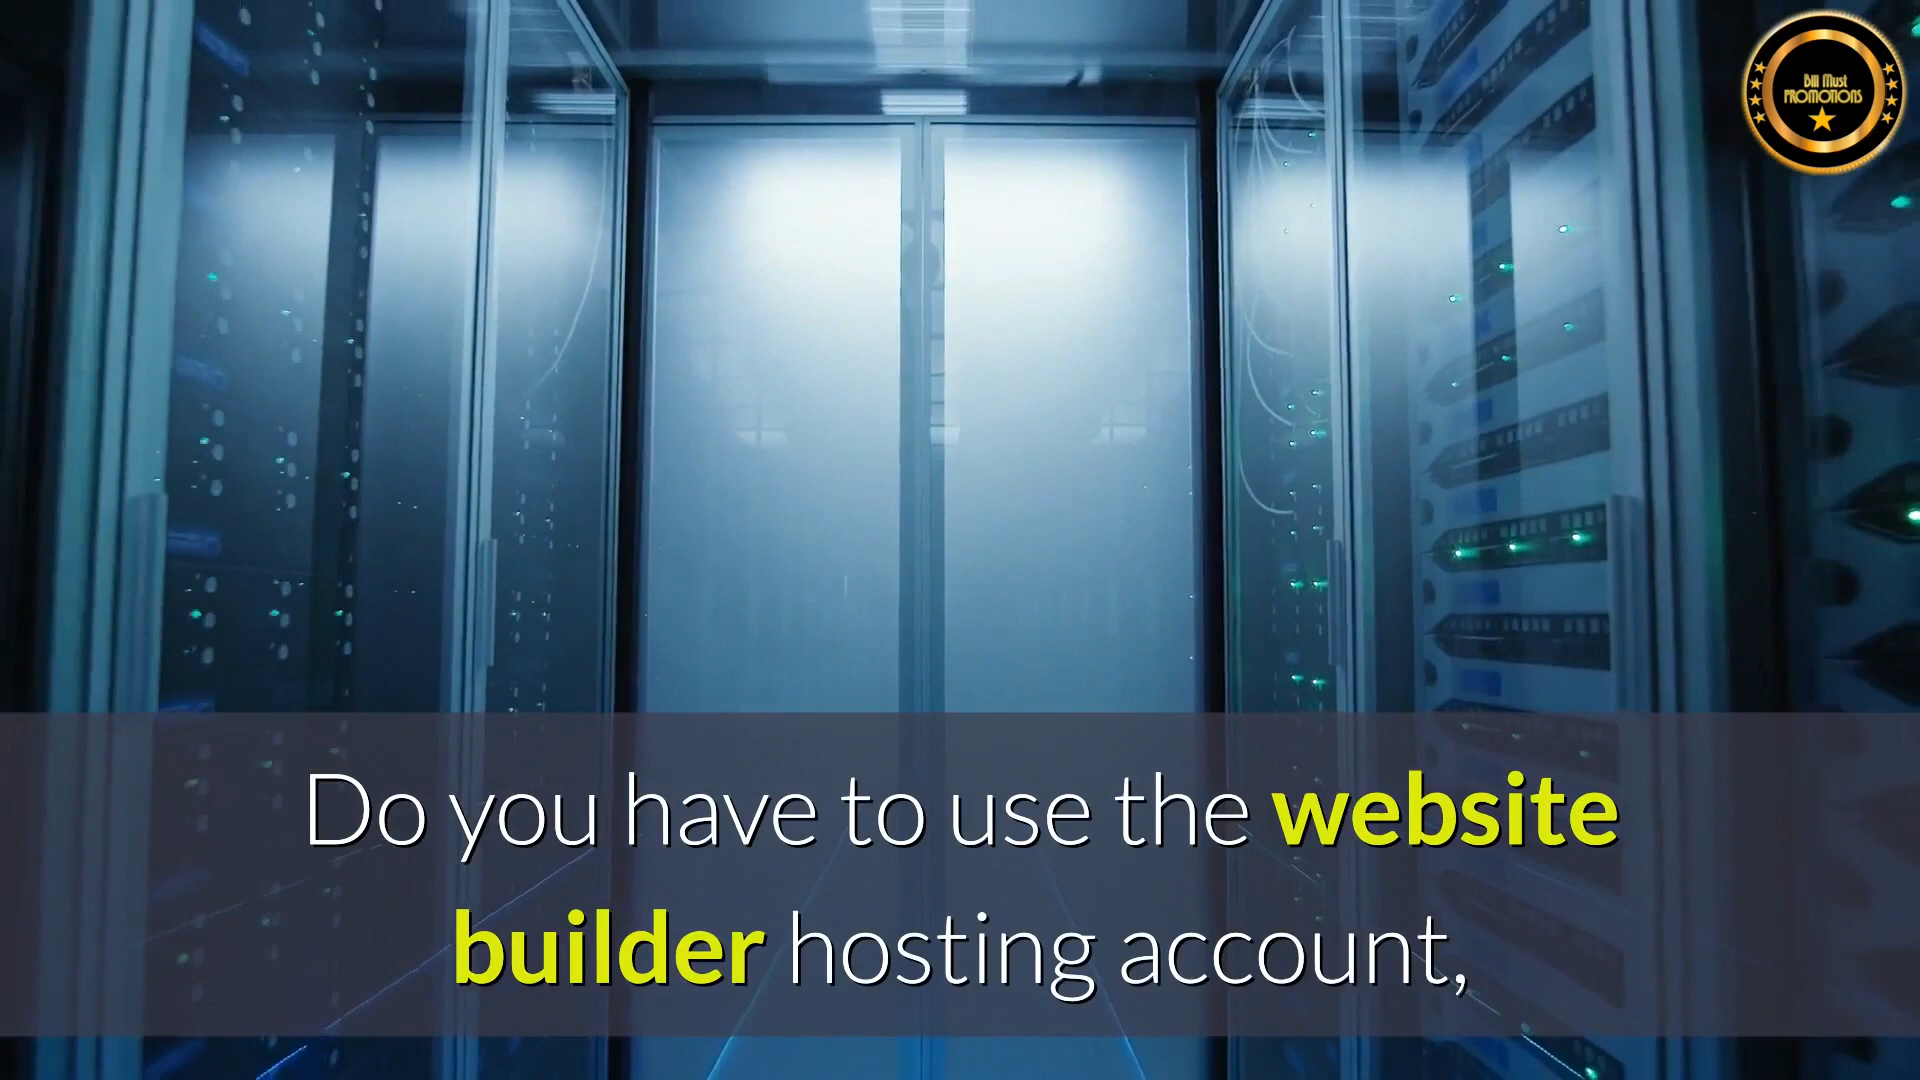 Bill Must
PROMOTIONS
Do you have to use the website
builder hosting account,